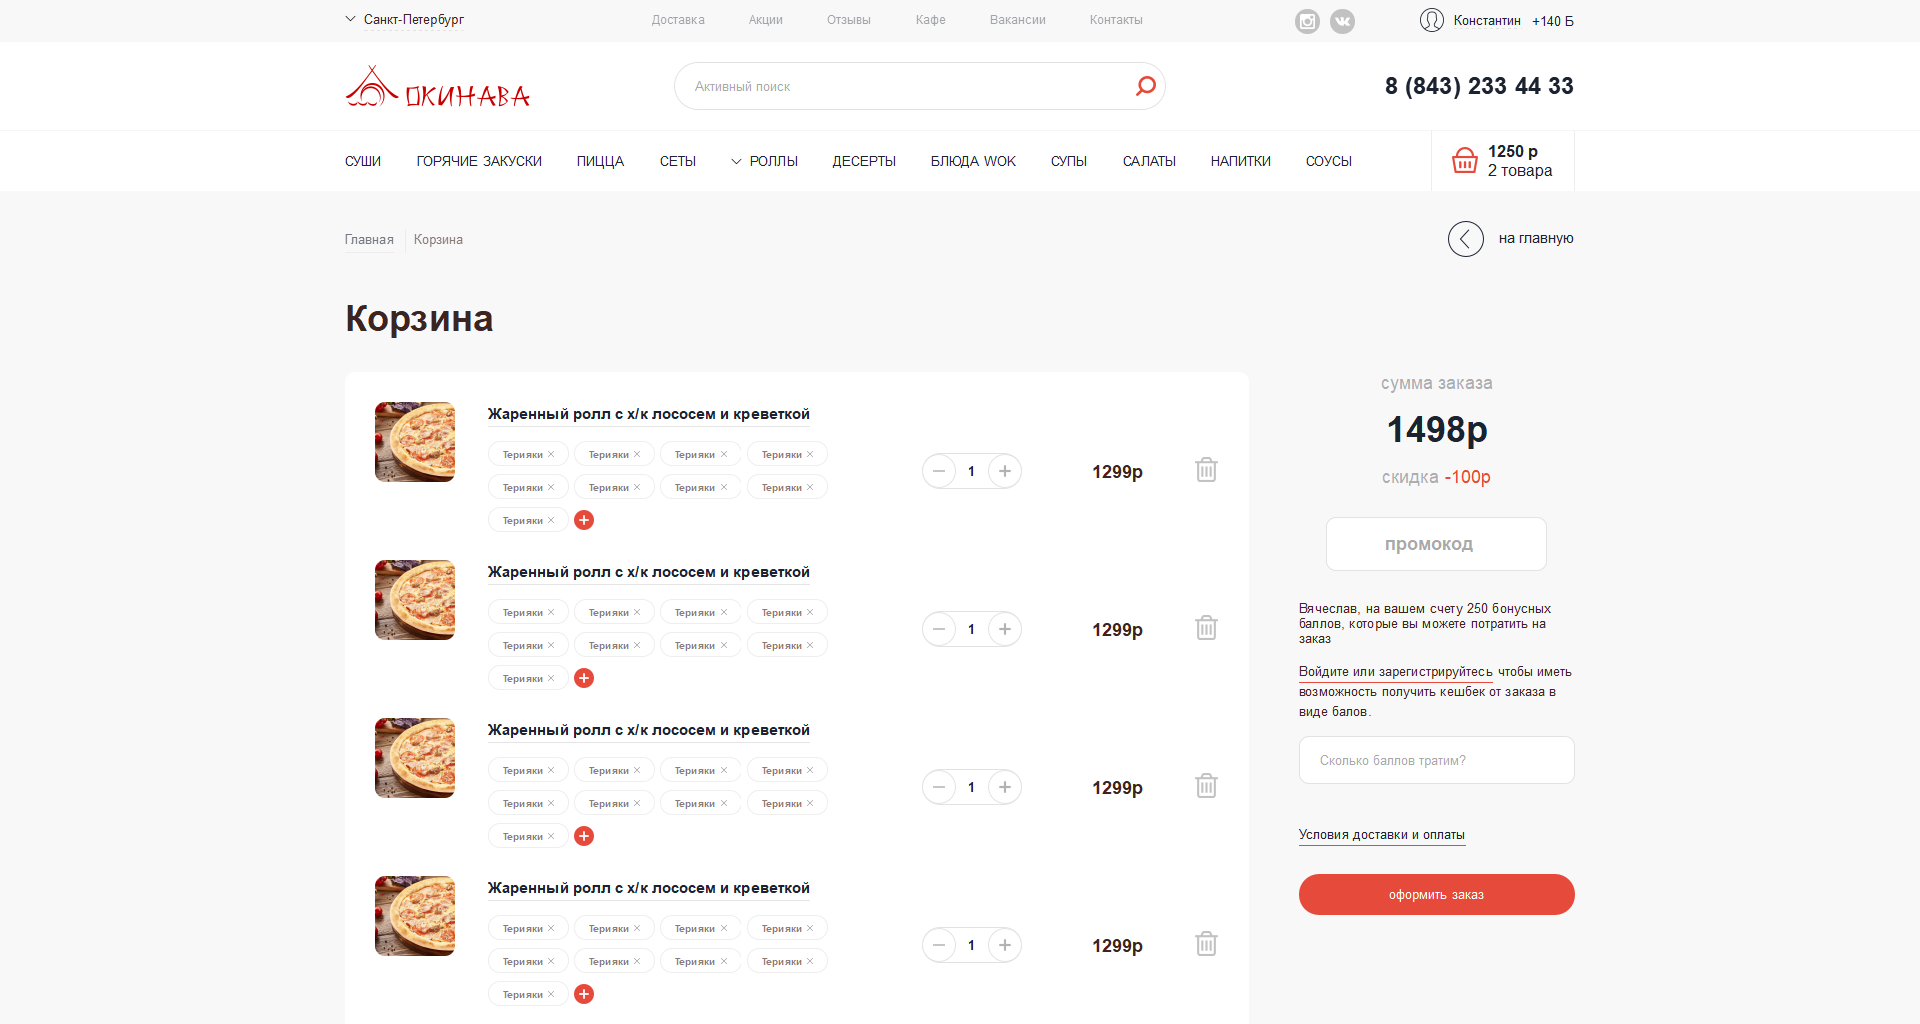 Санкт-Петербург Доставка Акции Отзывы Кафе Вакансии Контакты Константин +140 Б
ОКИНАВА Активный поиск 8 (843) 233 44 33
СУШИ ГОРЯЧИЕ ЗАКУСКИ ПИЦЦА СЕТЫ РОЛЛЫ ДЕСЕРТЫ БЛЮДА WOK СУПЫ САЛАТЫ НАПИТКИ СОУСЫ
1250 р
2 товара
Главная Корзина на главную
Корзина
Жаренный ролл с х/к лососем и креветкой
Терияки Терияки Терияки Терияки
Терияки Терияки Терияки Терияки
Терияки
1 1299р
Жаренный ролл с х/к лососем и креветкой
Терияки Терияки Терияки Терияки
Терияки Терияки Терияки Терияки
Терияки
1 1299р
Жаренный ролл с х/к лососем и креветкой
Терияки Терияки Терияки Терияки
Терияки Терияки Терияки Терияки
Терияки
1 1299р
Жаренный ролл с х/к лососем и креветкой
Терияки Терияки Терияки Терияки
Терияки Терияки Терияки Терияки
Терияки
1 1299р
сумма заказа
1498р
скидка -100р
промокод
Вячеслав, на вашем счету 250 бонусных
баллов, которые вы можете потратить на
заказ
Войдите или зарегистрируйтесь чтобы иметь
возможность получить кешбек от заказа в
виде балов.
Сколько баллов тратим?
Условия доставки и оплаты
оформить заказ